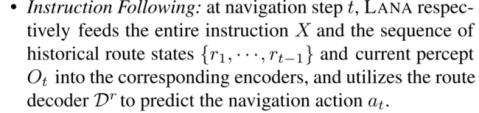 • Instruction Following: at navigation step t, LANA respec-
tively feeds the entire instruction X and the sequence of
historical route states {r₁,⋯,rₜ₋₁} and current percept
Oₜ into the corresponding encoders, and utilizes the route
decoder 𝒟ʳ to predict the navigation action aₜ.